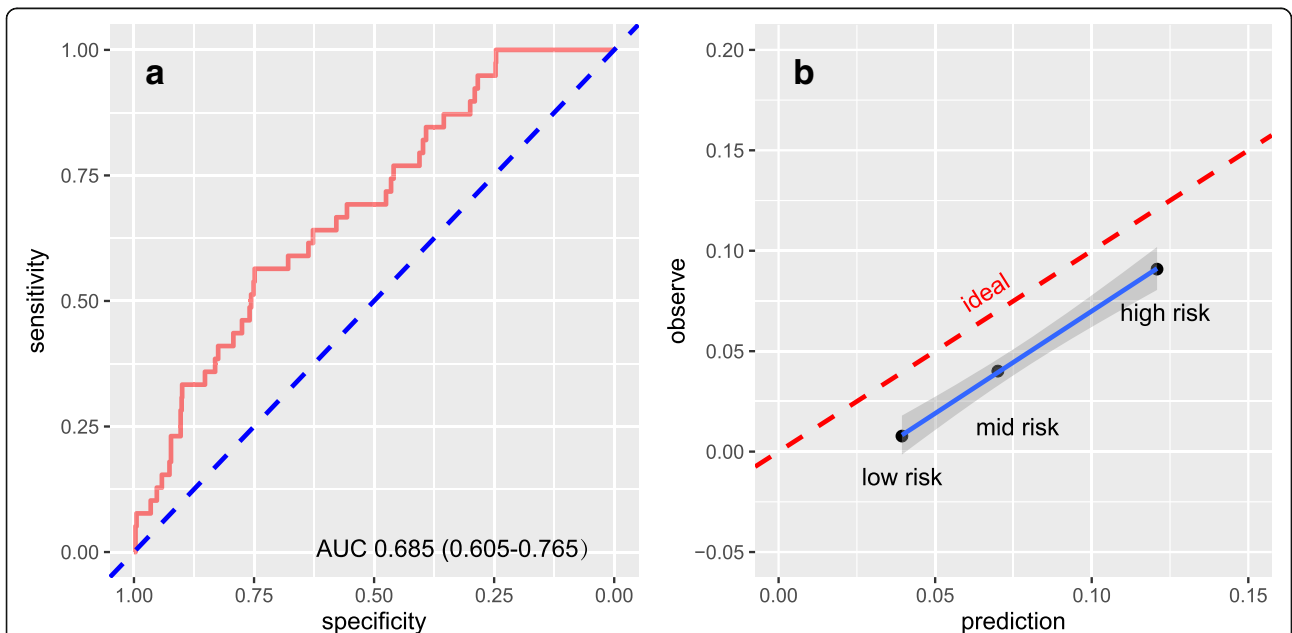 a
1.00
0.75
0.50
0.25
0.00
sensitivity
AUC 0.685 (0.605-0.765）
1.00 0.75 0.50 0.25 0.00
specificity
b
0.20
0.15
0.10
0.05
0.00
−0.05
observe
ideal
high risk
mid risk
low risk
0.00 0.05 0.10 0.15
prediction